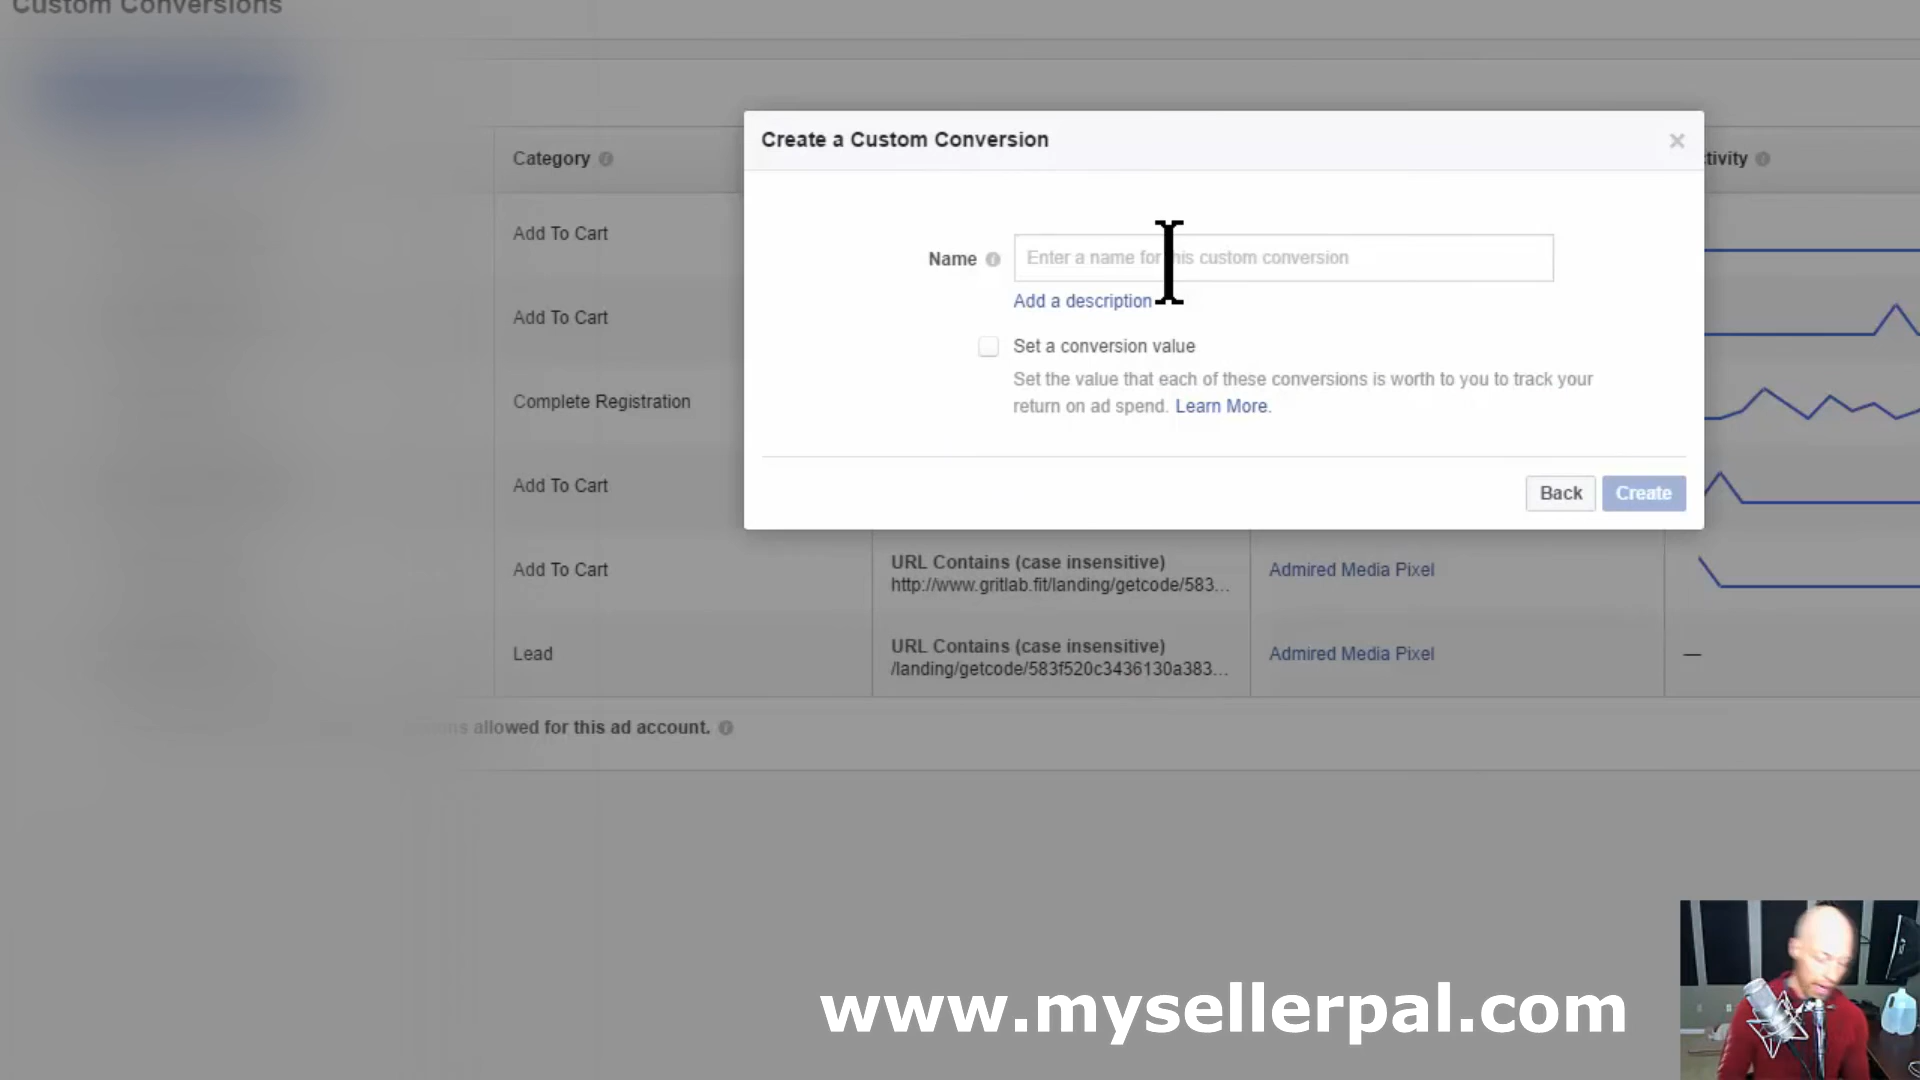 Custom Conversions
Create a Custom Conversion
Category
tivity
Add To Cart
Name
Enter a name for his custom conversion
Add a description
Add To Cart
Set a conversion value
Set the value that each of these conversions is worth to you to track your
return on ad spend. Learn More.
Complete Registration
Add To Cart
Back
Create
Add To Cart
URL Contains (case insensitive)
http://www.gritlab.fit/landing/getcode/583...
Admired Media Pixel
Lead
URL Contains (case insensitive)
/landing/getcode/583f520c3436130a383...
Admired Media Pixel
—
allowed for this ad account.
www.mysellerpal.com